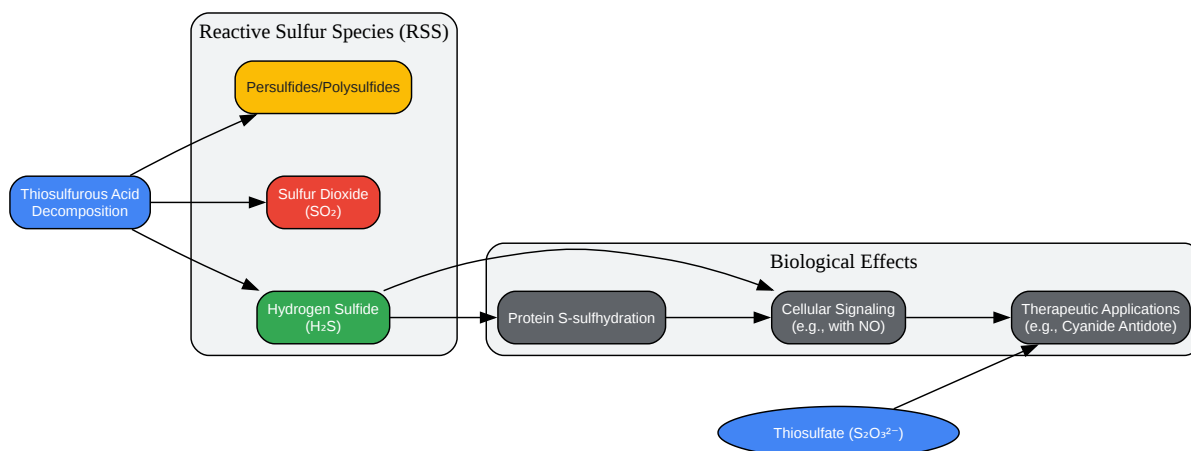 Reactive Sulfur Species (RSS)
Persulfides/Polysulfides
Thiosulfurous Acid
Decomposition
Sulfur Dioxide
(SO₂)
Hydrogen Sulfide
(H₂S)
Biological Effects
Protein S-sulfhydration
Cellular Signaling
(e.g., with NO)
Therapeutic Applications
(e.g., Cyanide Antidote)
Thiosulfate (S₂O₃²⁻)